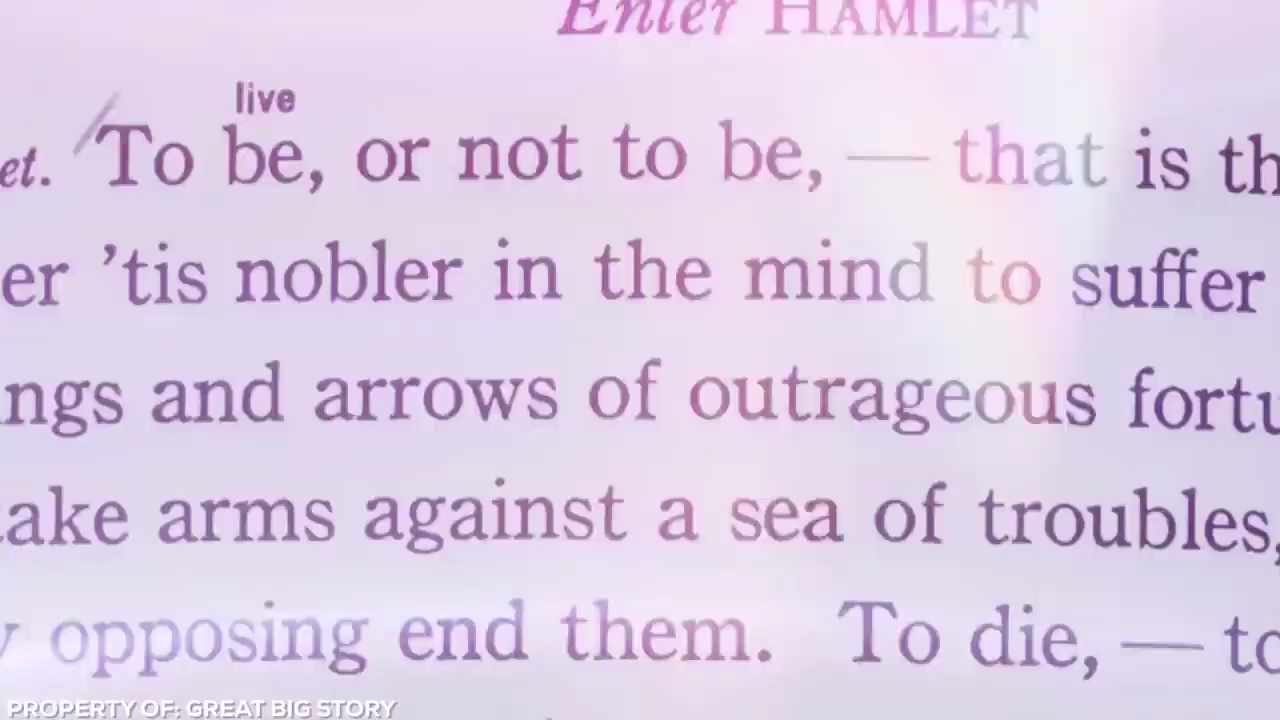 Enter HAMLET
live
et. To be, or not to be, — that is th
er ’tis nobler in the mind to suffer
ngs and arrows of outrageous fortu
ake arms against a sea of troubles,
y opposing end them. To die, — to
PROPERTY OF: GREAT BIG STORY